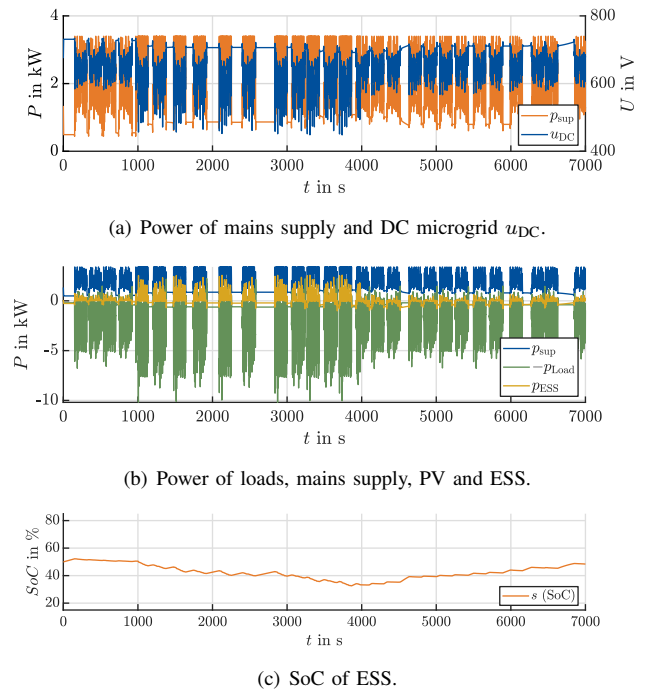 4
2
0
P in kW
800
600
400
U in V
p_sup
u_DC
0 1000 2000 3000 4000 5000 6000 7000
t in s
(a) Power of mains supply and DC microgrid u_DC.
0
-5
-10
P in kW
p_sup
−p_Load
p_ESS
0 1000 2000 3000 4000 5000 6000 7000
t in s
(b) Power of loads, mains supply, PV and ESS.
80
60
40
20
SoC in %
s (SoC)
0 1000 2000 3000 4000 5000 6000 7000
t in s
(c) SoC of ESS.